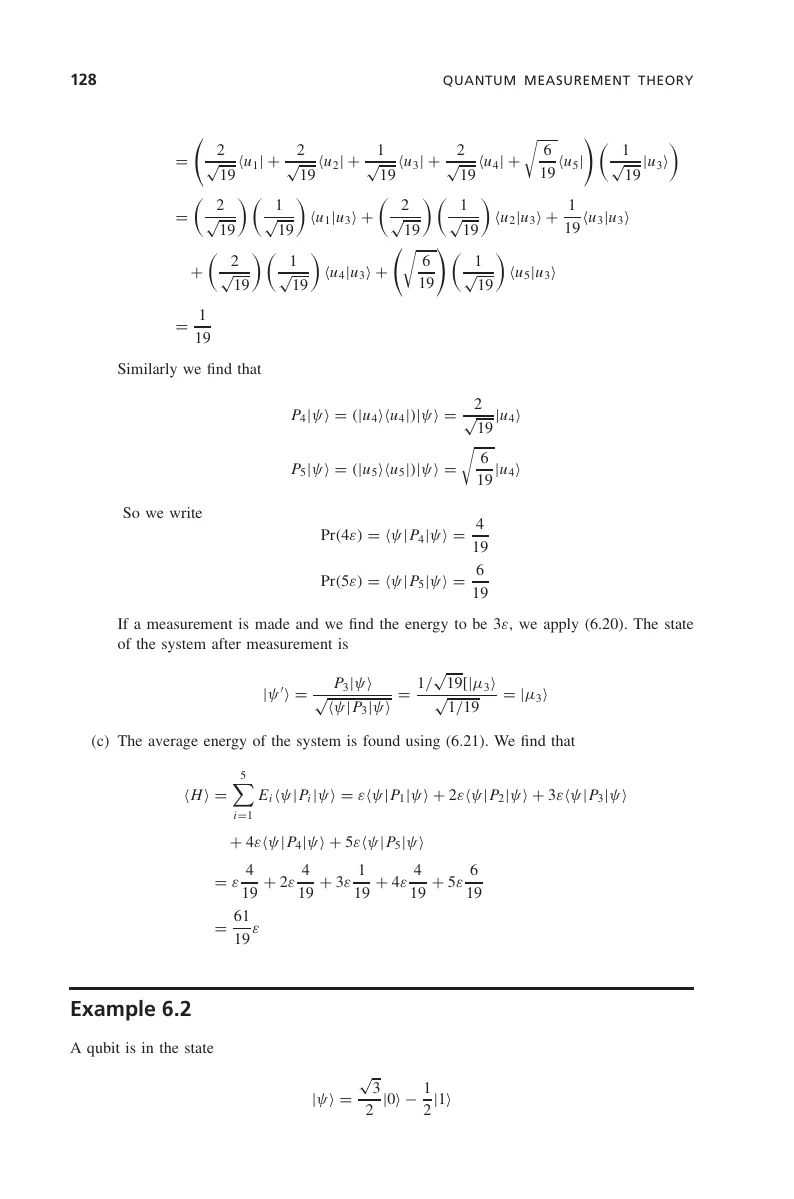 128 QUANTUM MEASUREMENT THEORY
= ( 2/√19 ⟨u1| + 2/√19 ⟨u2| + 1/√19 ⟨u3| + 2/√19 ⟨u4| + √(6/19) ⟨u5| ) ( 1/√19 |u3⟩ )
= ( 2/√19 ) ( 1/√19 ) ⟨u1|u3⟩ + ( 2/√19 ) ( 1/√19 ) ⟨u2|u3⟩ + 1/19 ⟨u3|u3⟩
+ ( 2/√19 ) ( 1/√19 ) ⟨u4|u3⟩ + ( √(6/19) ) ( 1/√19 ) ⟨u5|u3⟩
= 1/19
Similarly we find that
P4|ψ⟩ = (|u4⟩⟨u4|)|ψ⟩ = 2/√19 |u4⟩
P5|ψ⟩ = (|u5⟩⟨u5|)|ψ⟩ = √(6/19) |u4⟩
So we write
Pr(4ε) = ⟨ψ|P4|ψ⟩ = 4/19
Pr(5ε) = ⟨ψ|P5|ψ⟩ = 6/19
If a measurement is made and we find the energy to be 3ε, we apply (6.20). The state
of the system after measurement is
|ψ′⟩ = P3|ψ⟩ / √⟨ψ|P3|ψ⟩ = 1/√19[|μ3⟩ / √1/19 = |μ3⟩
(c) The average energy of the system is found using (6.21). We find that
⟨H⟩ = ∑_{i=1}^{5} Ei⟨ψ|Pi|ψ⟩ = ε⟨ψ|P1|ψ⟩ + 2ε⟨ψ|P2|ψ⟩ + 3ε⟨ψ|P3|ψ⟩
+ 4ε⟨ψ|P4|ψ⟩ + 5ε⟨ψ|P5|ψ⟩
= ε 4/19 + 2ε 4/19 + 3ε 1/19 + 4ε 4/19 + 5ε 6/19
= 61/19 ε
Example 6.2
A qubit is in the state
|ψ⟩ = √3/2 |0⟩ − 1/2 |1⟩